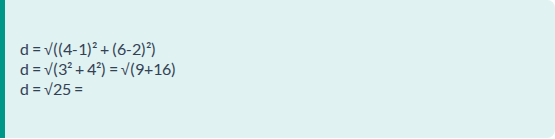 d = √((4-1)² + (6-2)²)
d = √(3² + 4²) = √(9+16)
d = √25 =